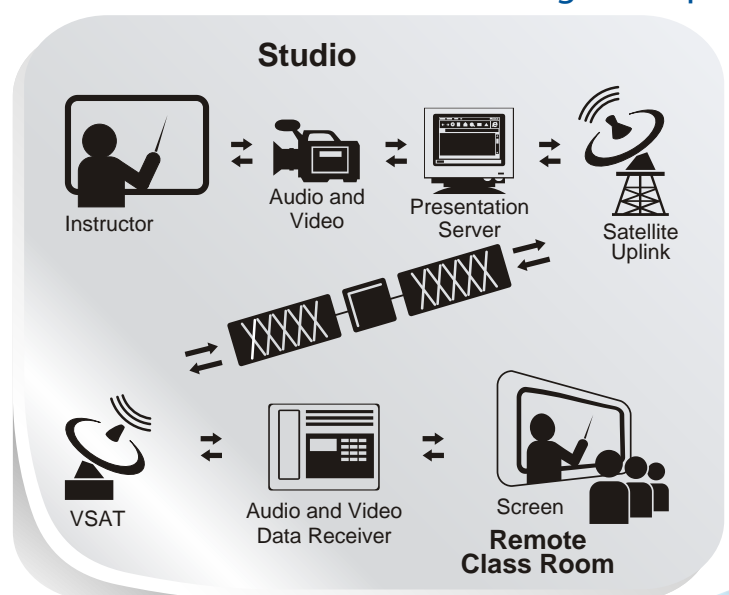 Studio
Instructor
Audio and
Video
Presentation
Server
Satellite
Uplink
VSAT
Audio and Video
Data Receiver
Screen
Remote
Class Room